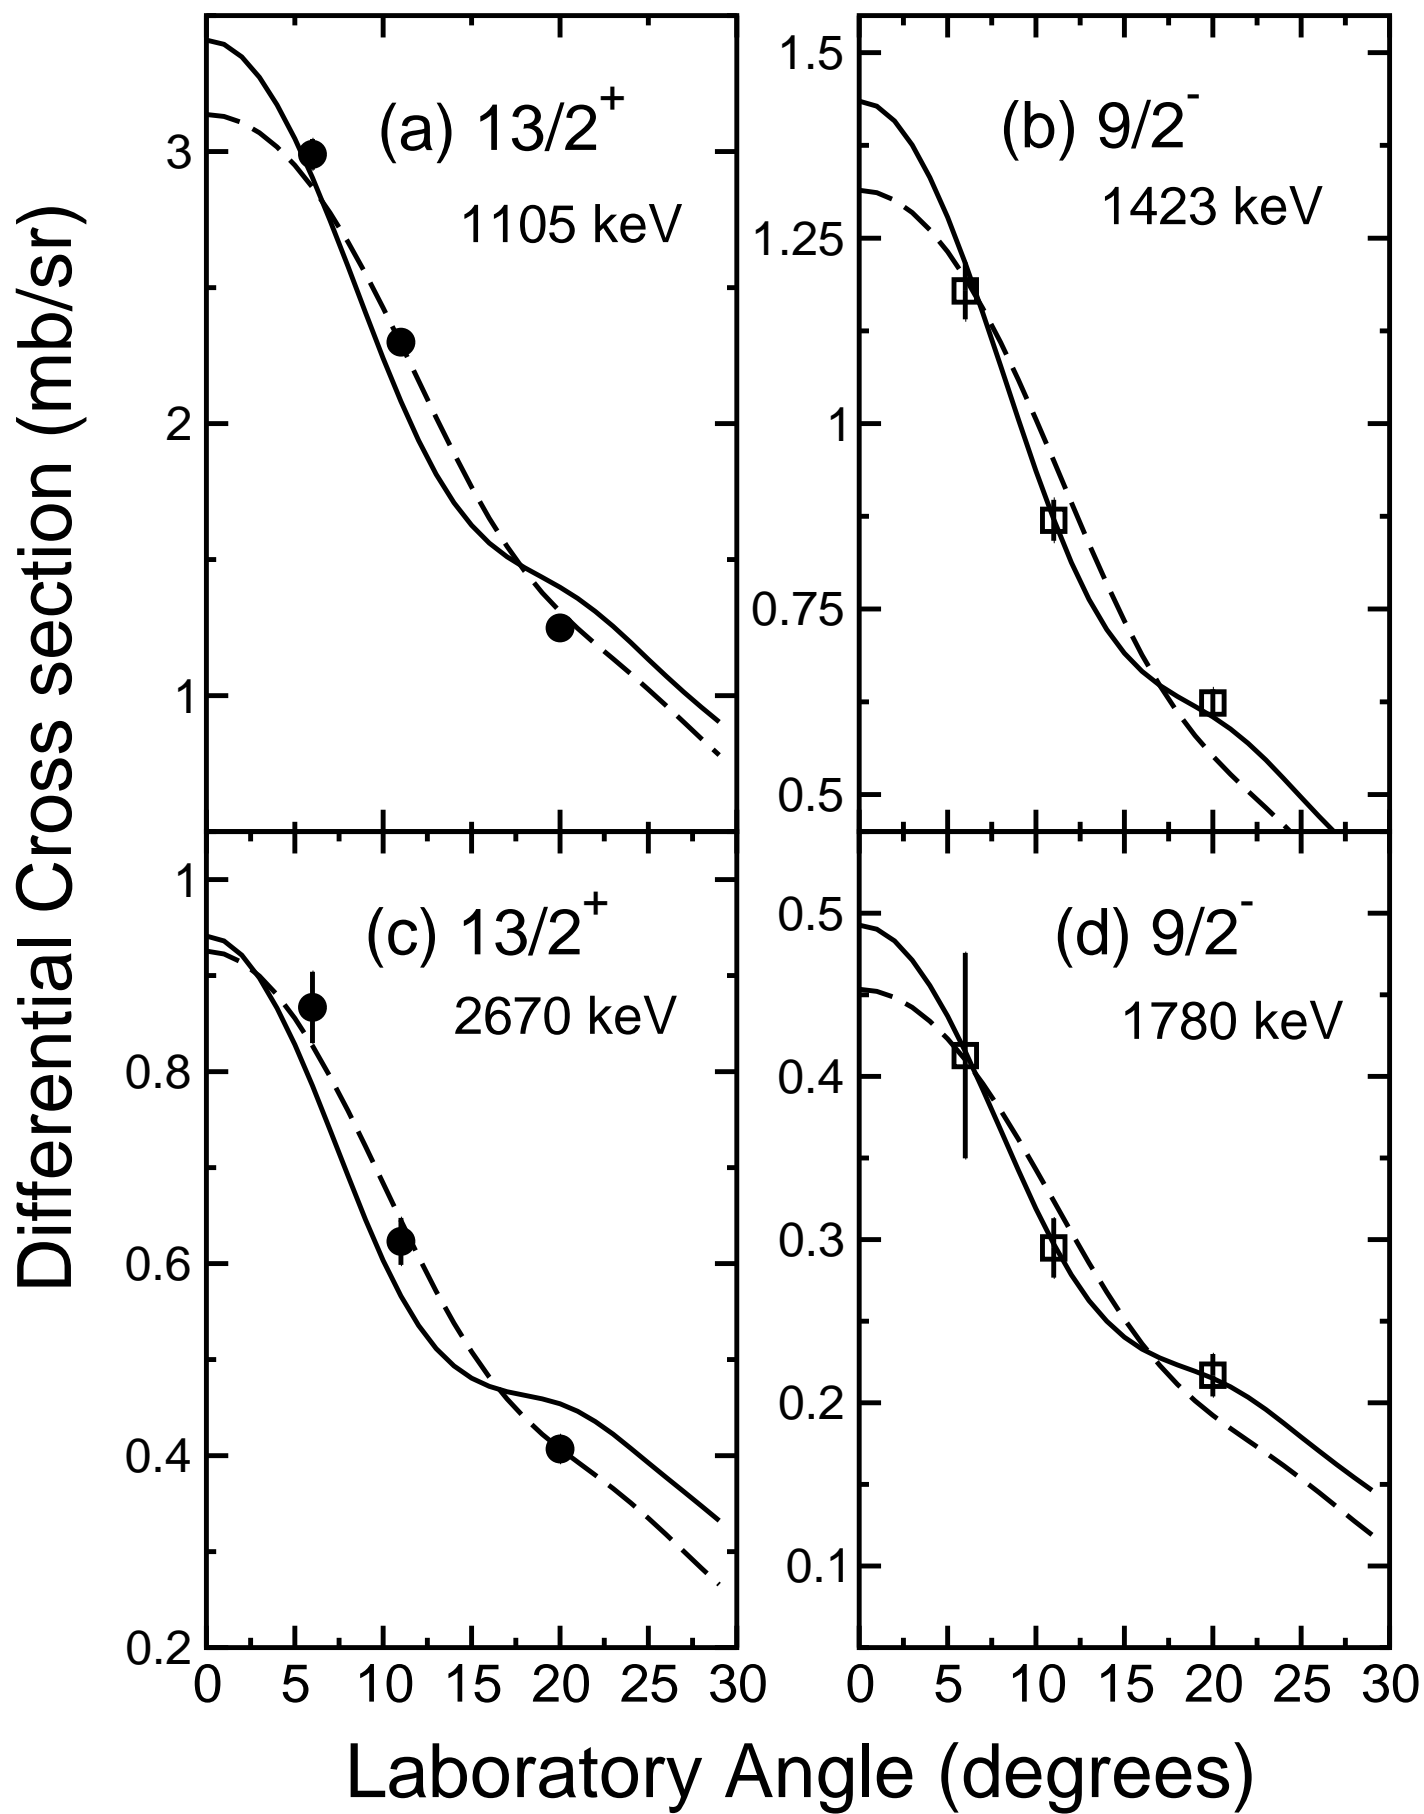 Differential Cross section (mb/sr)
(a) 13/2+
1105 keV
3
2
1
(b) 9/2-
1423 keV
1.5
1.25
1
0.75
0.5
(c) 13/2+
2670 keV
1
0.8
0.6
0.4
0.2
0 5 10 15 20 25 30
(d) 9/2-
1780 keV
0.5
0.4
0.3
0.2
0.1
0 5 10 15 20 25 30
Laboratory Angle (degrees)